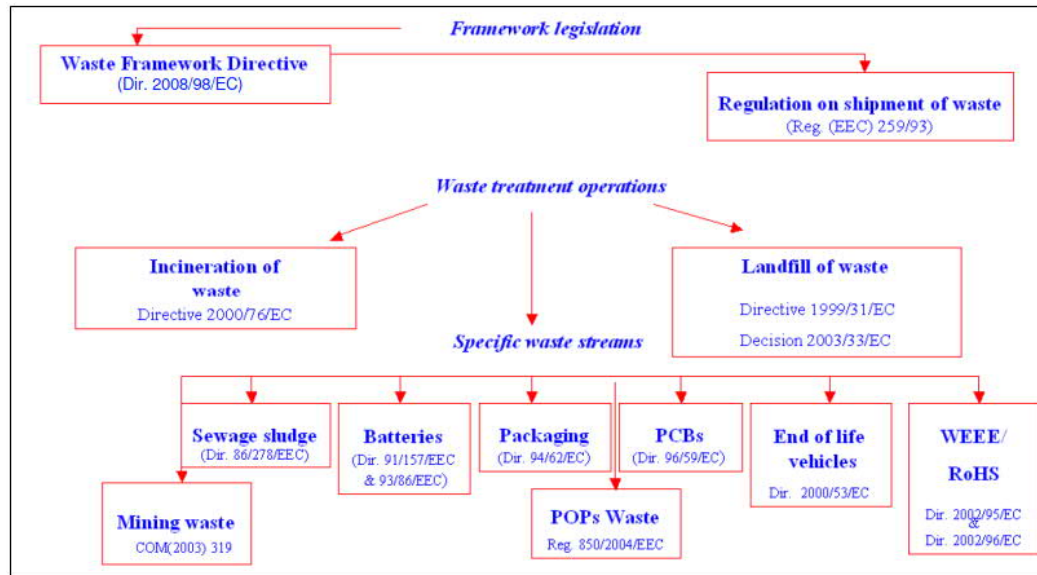 Framework legislation
Waste Framework Directive
(Dir. 2008/98/EC)
Regulation on shipment of waste
(Reg. (EEC) 259/93)
Waste treatment operations
Incineration of
waste
Directive 2000/76/EC
Landfill of waste
Directive 1999/31/EC
Decision 2003/33/EC
Specific waste streams
Sewage sludge
(Dir. 86/278/EEC)
Batteries
(Dir. 91/157/EEC
& 93/86/EEC)
Packaging
(Dir. 94/62/EC)
PCBs
(Dir. 96/59/EC)
End of life
vehicles
Dir. 2000/53/EC
WEEE/
RoHS
Dir. 2002/95/EC
&
Dir. 2002/96/EC
Mining waste
COM(2003) 319
POPs Waste
Reg. 850/2004/EEC